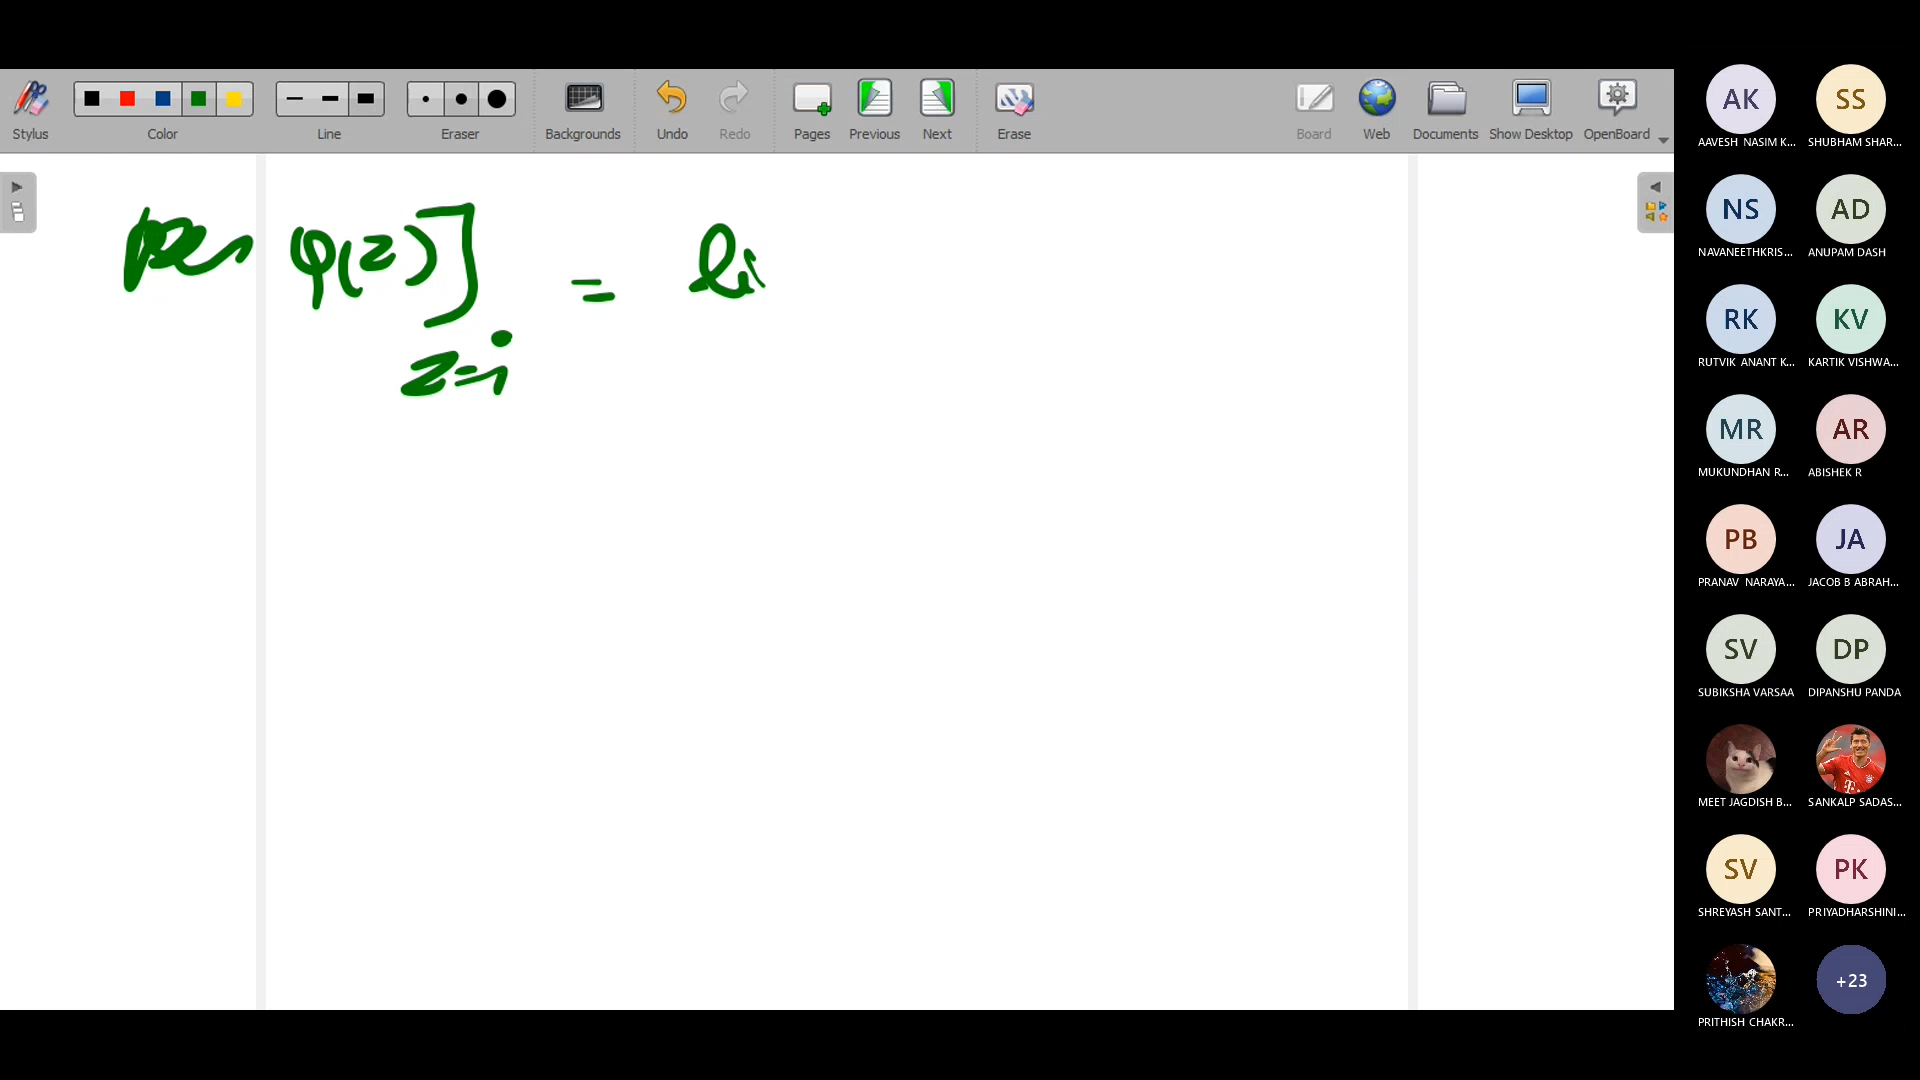 Stylus Color Line Eraser Backgrounds Undo Redo Pages Previous Next Erase Board Web Documents Show Desktop OpenBoard
Res φ(z)] = li
z=i
AK SS
AAVESH NASIM K... SHUBHAM SHAR...
NS AD
NAVANEETHKRIS... ANUPAM DASH
RK KV
RUTVIK ANANT K... KARTIK VISHWA...
MR AR
MUKUNDHAN R... ABISHEK R
PB JA
PRANAV NARAYA... JACOB B ABRAH...
SV DP
SUBIKSHA VARSAA DIPANSHU PANDA
MEET JAGDISH B... SANKALP SADAS...
SV PK
SHREYASH SANT... PRIYADHARSHINI...
+23
PRITHISH CHAKR...